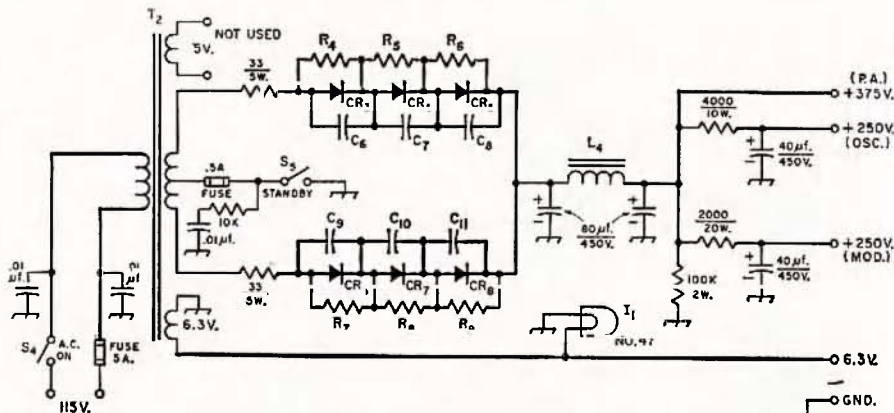 T2
NOT USED
5V.
33
5W.
R4 R5 R6
CR3 CR. CR.
C6 C7 C8
.5A
FUSE
S5
STANDBY
10K
.01µf.
C9 C10 C11
33
5W.
CR CR7 CR8
R7 R8 R9
.01
µf.
.01
µf
S4 A.C.
ON
FUSE
5A.
115V.
6.3V.
L4
80µf.
450V.
4000
10W.
40µf.
450V.
2000
20W.
40µf.
450V.
100K
2W.
I1
NO. 47
(P.A.)
+375V.
+250V.
(OSC.)
+250V.
(MOD.)
6.3V.
GND.